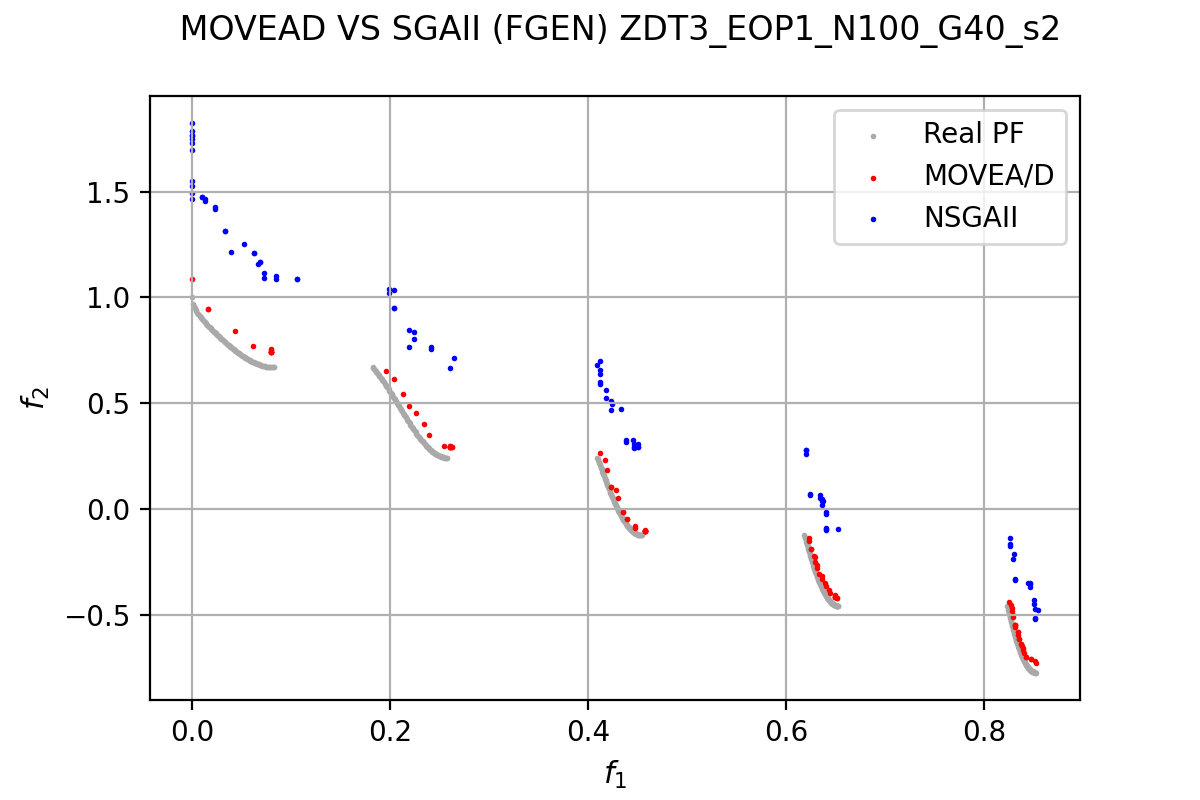 MOVEAD VS SGAII (FGEN) ZDT3_EOP1_N100_G40_s2
Real PF
MOVEA/D
NSGAII
1.5
1.0
0.5
0.0
−0.5
f2
0.0 0.2 0.4 0.6 0.8
f1